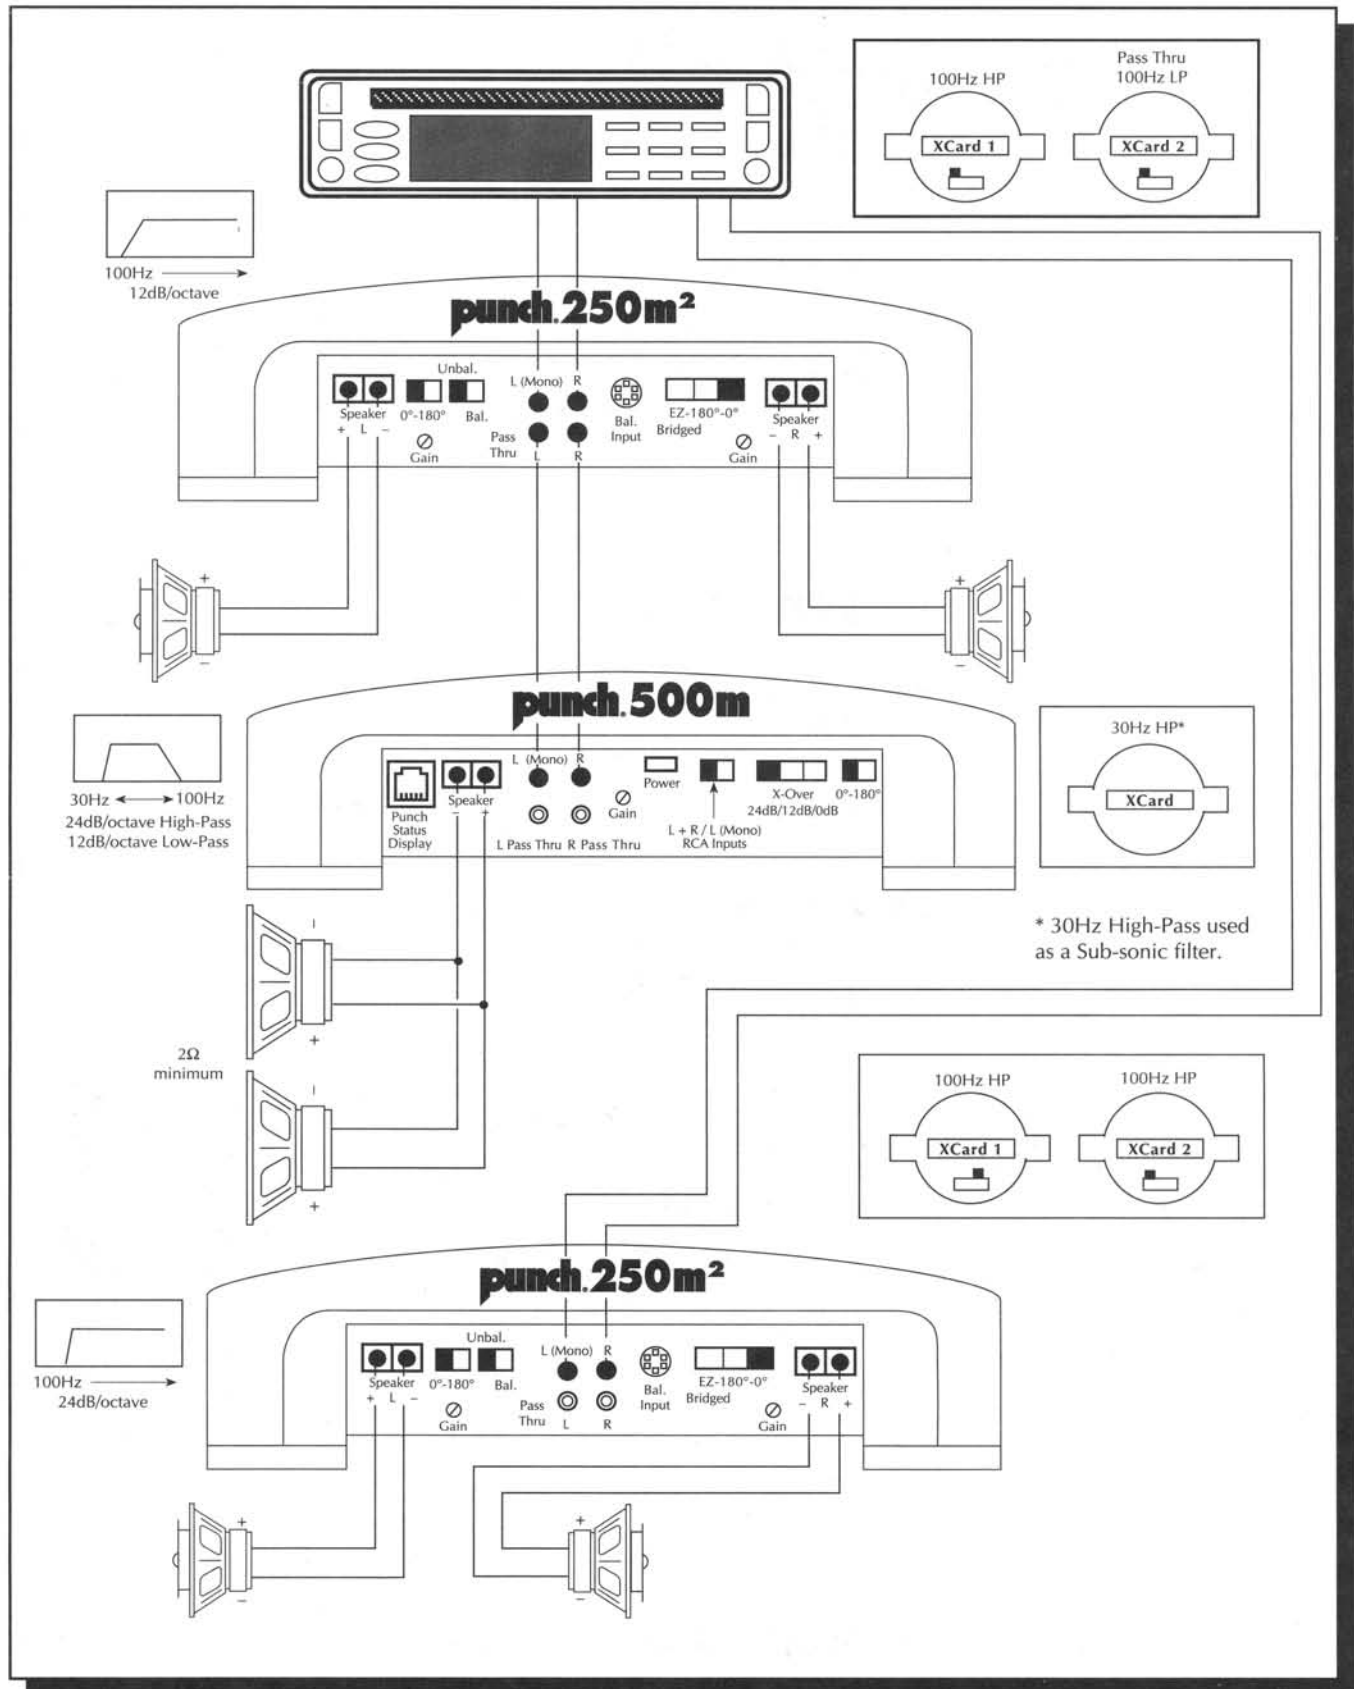 100Hz HP
Pass Thru
100Hz LP
XCard 1
XCard 2
100Hz
12dB/octave
punch.250m²
Unbal.
L (Mono) R
Speaker
0°-180°
Bal.
EZ-180°-0°
Bridged
Speaker
+ L −
Gain
Pass
Thru
L
R
Bal.
Input
Gain
− R +
+
−
+
−
punch.500m
30Hz HP*
XCard
30Hz 100Hz
24dB/octave High-Pass
12dB/octave Low-Pass
L (Mono) R
Speaker
− +
Punch
Status
Display
Gain
Power
X-Over
24dB/12dB/0dB
0°-180°
L Pass Thru R Pass Thru
L + R / L (Mono)
RCA Inputs
* 30Hz High-Pass used
as a Sub-sonic filter.
−
+
2Ω
minimum
−
+
100Hz HP
100Hz HP
XCard 1
XCard 2
punch.250m²
100Hz
24dB/octave
Unbal.
L (Mono) R
Speaker
0°-180°
Bal.
EZ-180°-0°
Bridged
Speaker
+ L −
Gain
Pass
Thru
L
R
Bal.
Input
Gain
− R +
+
−
+
−